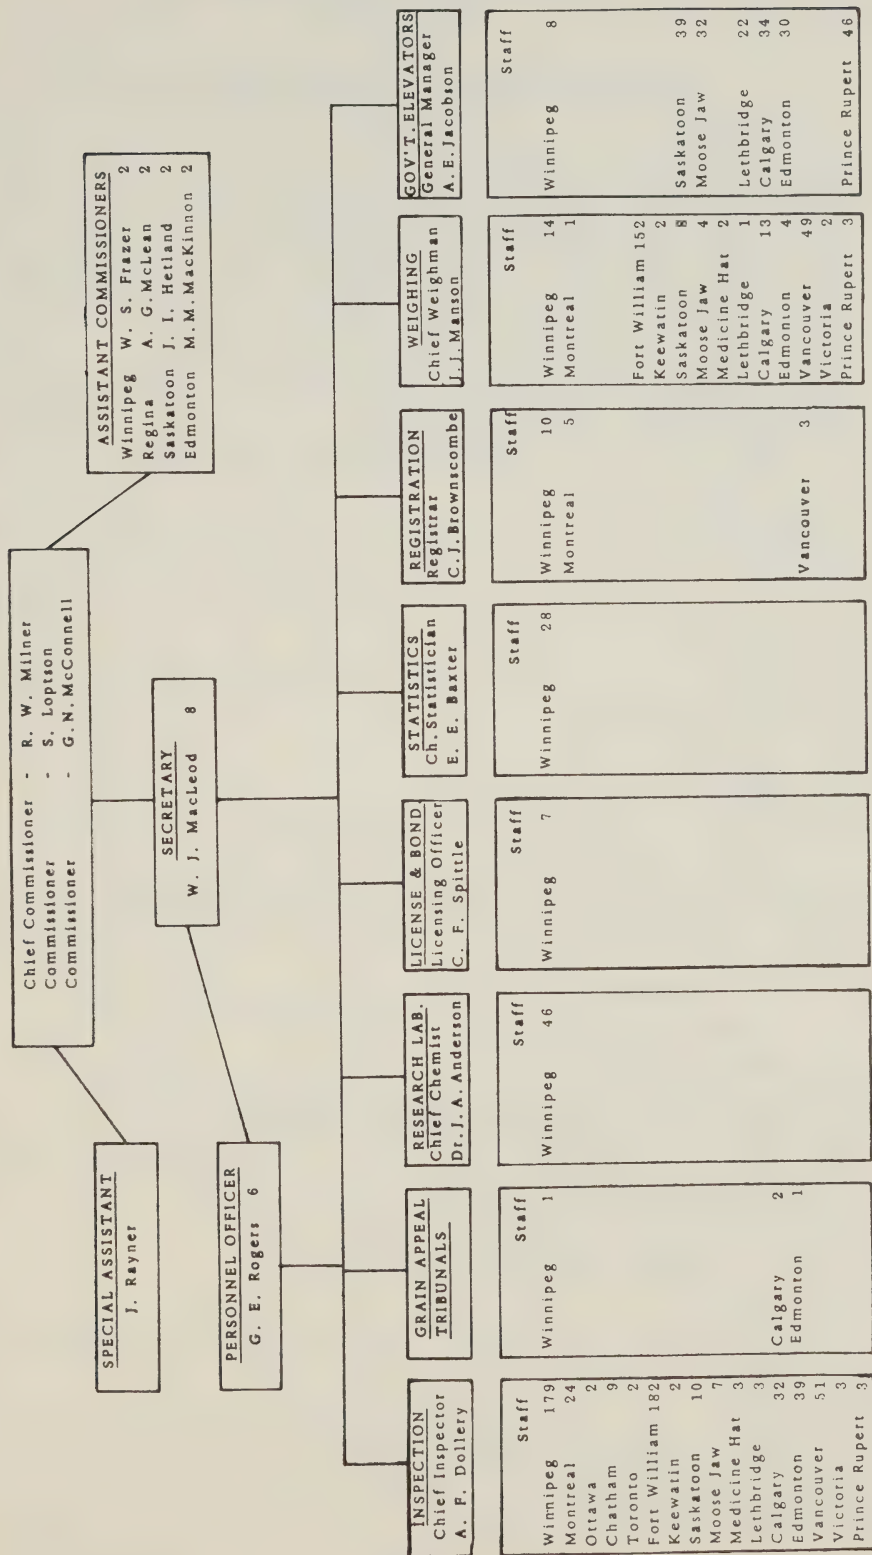 Chief Commissioner - R. W. Milner
Commissioner - S. Loptson
Commissioner - G. N. McConnell
SPECIAL ASSISTANT
J. Rayner
ASSISTANT COMMISSIONERS
Winnipeg W. S. Frazer 2
Regina A. G. McLean 2
Saskatoon J. I. Hetland 2
Edmonton M. M. MacKinnon 2
SECRETARY
W. J. MacLeod 8
PERSONNEL OFFICER
G. E. Rogers 6
INSPECTION
Chief Inspector
A. F. Dollery
Staff
Winnipeg 179
Montreal 24
Ottawa 2
Chatham 9
Toronto 2
Fort William 182
Keewatin 2
Saskatoon 10
Moose Jaw 7
Medicine Hat 3
Lethbridge 3
Calgary 32
Edmonton 39
Vancouver 51
Victoria 3
Prince Rupert 3
GRAIN APPEAL
TRIBUNALS
Staff
Winnipeg 1
Calgary 2
Edmonton 1
RESEARCH LAB.
Chief Chemist
Dr. J. A. Anderson
Staff
Winnipeg 46
LICENSE & BOND
Licensing Officer
C. F. Spittle
Staff
Winnipeg 7
STATISTICS
Ch. Statistician
E. E. Baxter
Staff
Winnipeg 28
REGISTRATION
Registrar
C. J. Brownscombe
Staff
Winnipeg 10
Montreal 5
Vancouver 3
WEIGHING
Chief Weighman
J. J. Manson
Staff
Winnipeg 14
Montreal 1
Fort William 152
Keewatin 2
Saskatoon 8
Moose Jaw 4
Medicine Hat 2
Lethbridge 1
Calgary 13
Edmonton 4
Vancouver 49
Victoria 2
Prince Rupert 3
GOV'T. ELEVATORS
General Manager
A. E. Jacobson
Staff
Winnipeg 8
Saskatoon 39
Moose Jaw 32
Lethbridge 22
Calgary 34
Edmonton 30
Prince Rupert 46